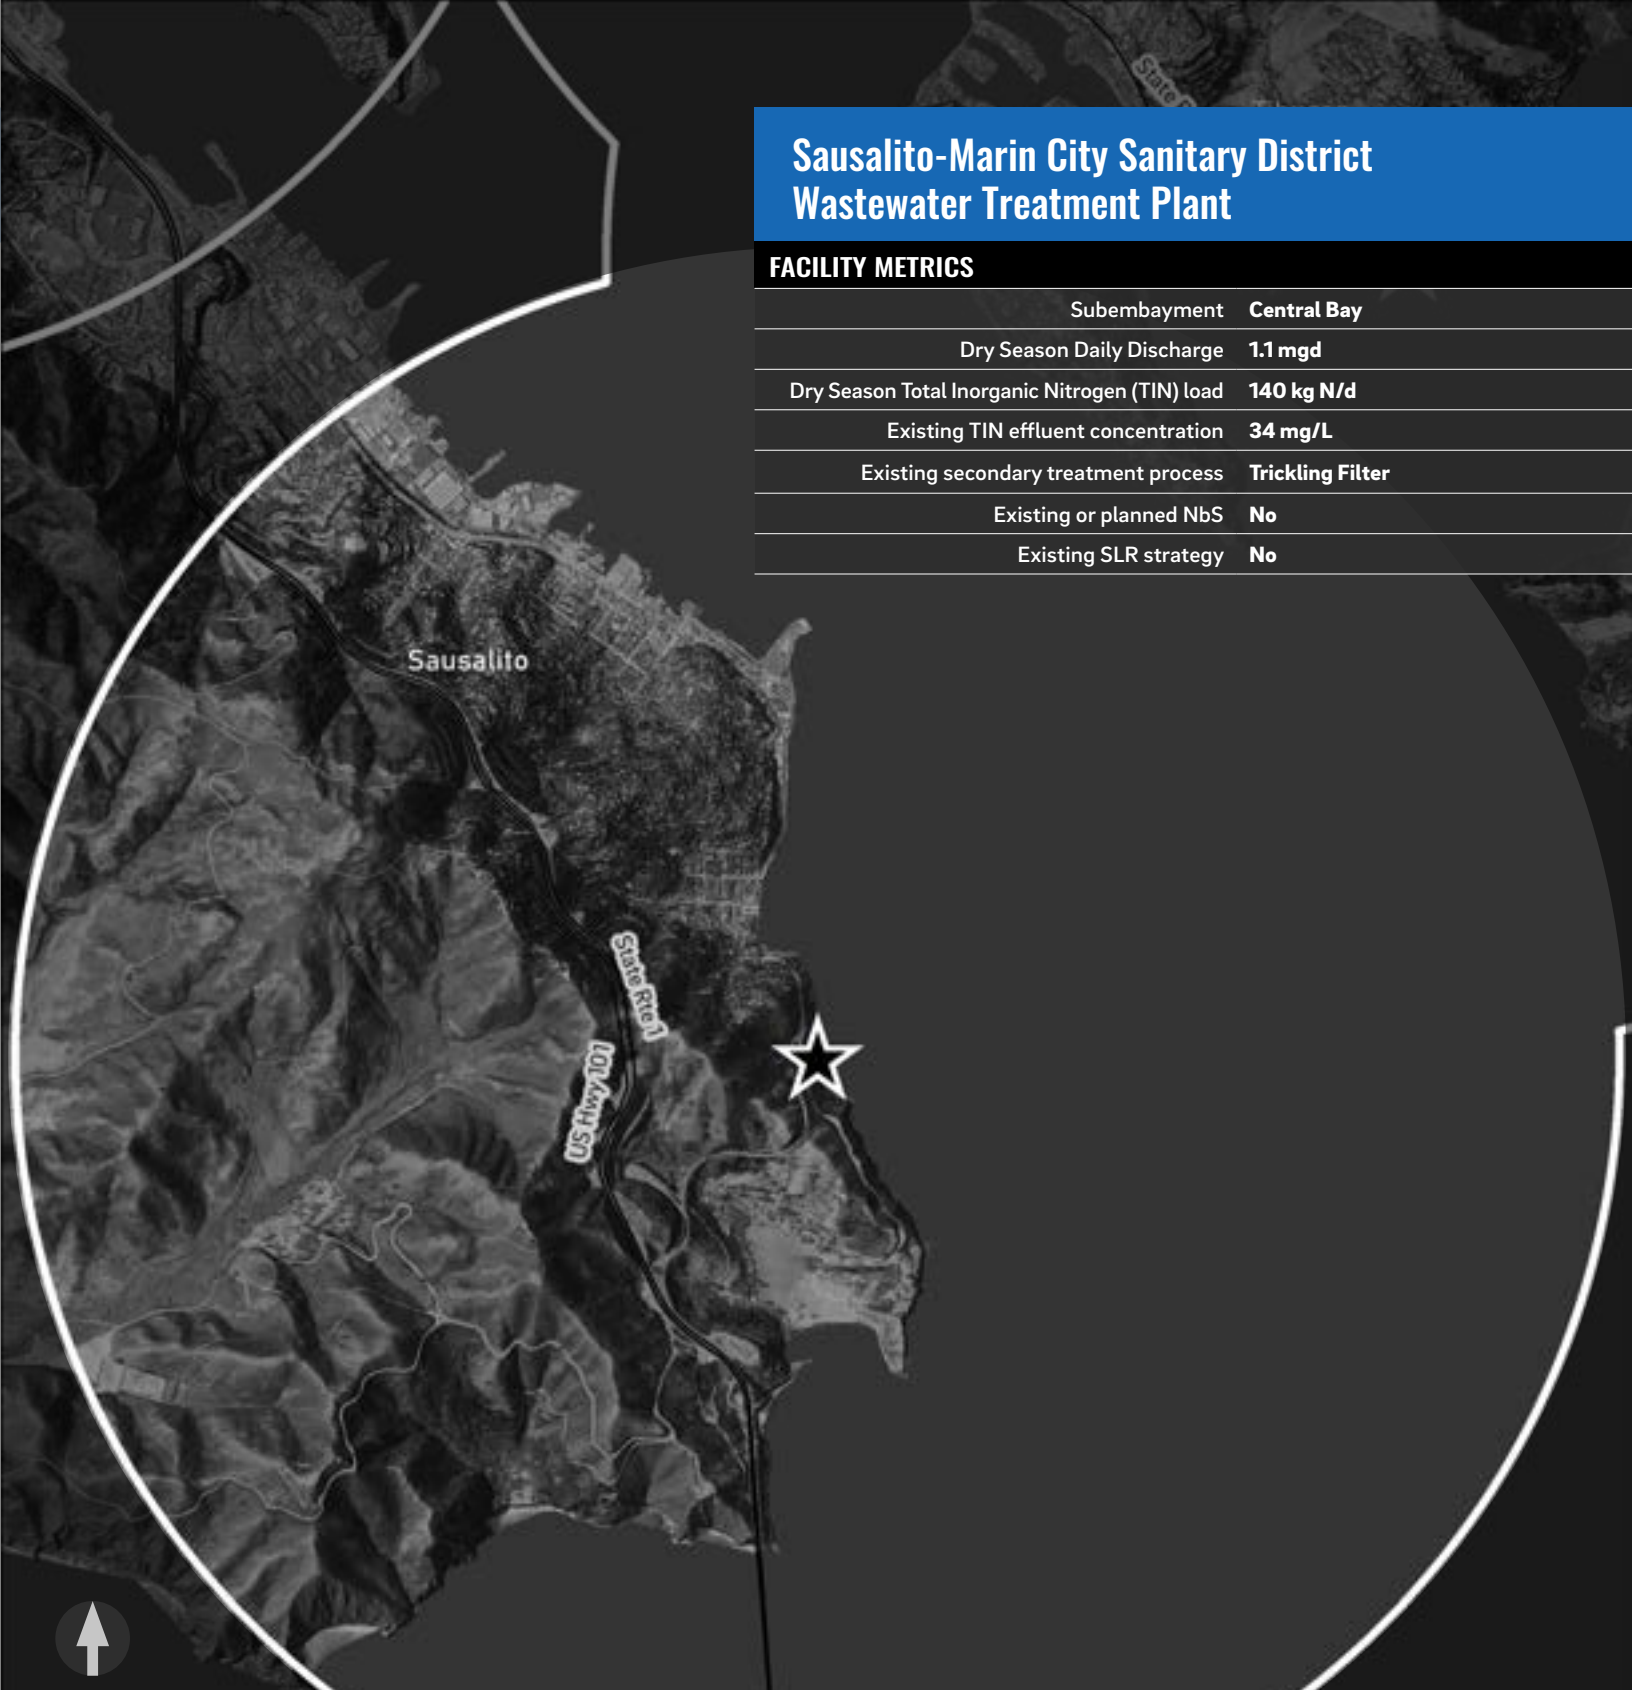 State
Sausalito-Marin City Sanitary District
Wastewater Treatment Plant
FACILITY METRICS
Subembayment Central Bay
Dry Season Daily Discharge 1.1 mgd
Dry Season Total Inorganic Nitrogen (TIN) load 140 kg N/d
Existing TIN effluent concentration 34 mg/L
Existing secondary treatment process Trickling Filter
Existing or planned NbS No
Existing SLR strategy No
Sausalito
State Rte 1
US Hwy 101